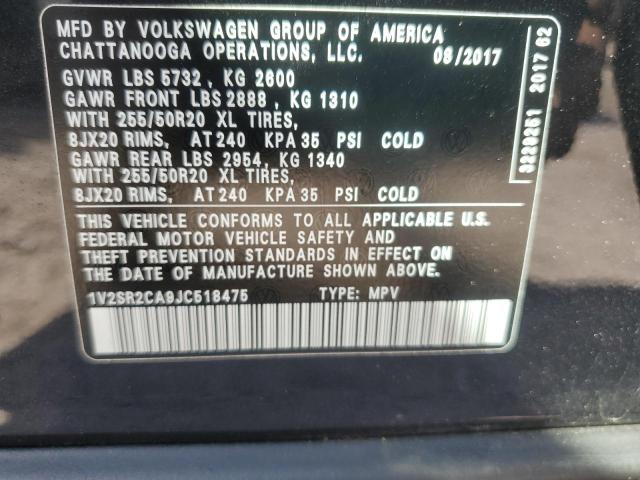 MFD BY VOLKSWAGEN GROUP OF AMERICA
CHATTANOOGA OPERATIONS, LLC. 08/2017
GVWR LBS 5732 , KG 2600
GAWR FRONT LBS 2888 , KG 1310
WITH 255/50R20 XL TIRES,
8JX20 RIMS, AT 240 KPA 35 PSI COLD
GAWR REAR LBS 2954, KG 1340
WITH 255/50R20 XL TIRES,
8JX20 RIMS, AT 240 KPA 35 PSI COLD
THIS VEHICLE CONFORMS TO ALL APPLICABLE U.S.
FEDERAL MOTOR VEHICLE SAFETY AND
THEFT PREVENTION STANDARDS IN EFFECT ON
THE DATE OF MANUFACTURE SHOWN ABOVE.
1V2SR2CA9JC518475 TYPE: MPV
3229251 2017 62